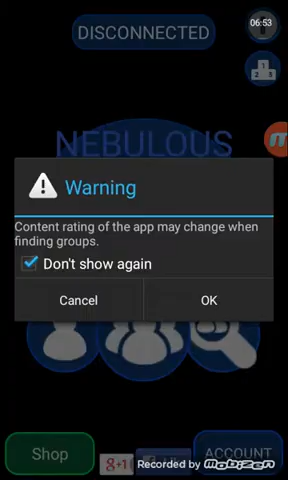 DISCONNECTED
06:53
NEBULOUS
Warning
Content rating of the app may change when
finding groups.
Don't show again
Cancel
OK
Shop
g+1
ACCOUNT
Recorded by Mobizen